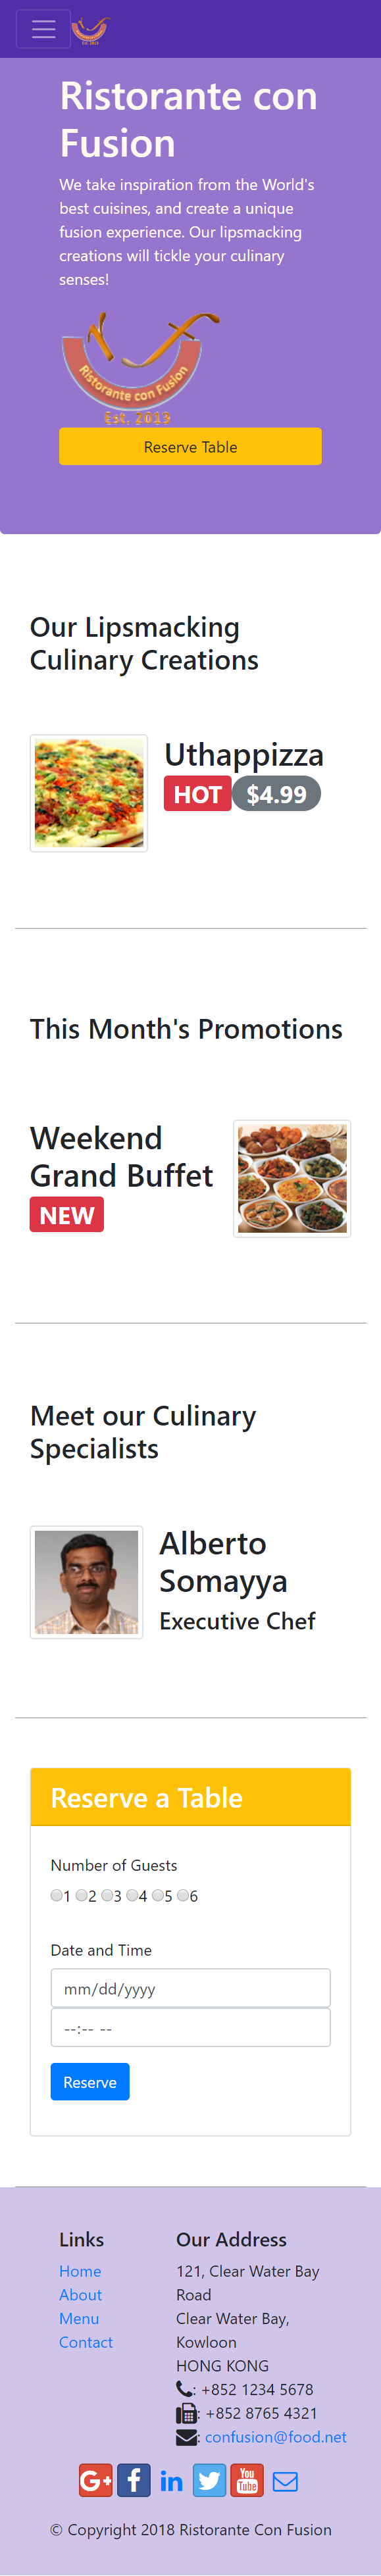 Ristorante con
Fusion
We take inspiration from the World's
best cuisines, and create a unique
fusion experience. Our lipsmacking
creations will tickle your culinary
senses!
Ristorante con Fusion
Est. 2019
Reserve Table
Our Lipsmacking
Culinary Creations
Uthappizza
HOT $4.99
This Month's Promotions
Weekend
Grand Buffet
NEW
Meet our Culinary
Specialists
Alberto
Somayya
Executive Chef
Reserve a Table
Number of Guests
1 2 3 4 5 6
Date and Time
mm/dd/yyyy
--:-- --
Reserve
Links
Home
About
Menu
Contact
Our Address
121, Clear Water Bay
Road
Clear Water Bay,
Kowloon
HONG KONG
: +852 1234 5678
: +852 8765 4321
: confusion@food.net
G+ f in You Tube
© Copyright 2018 Ristorante Con Fusion